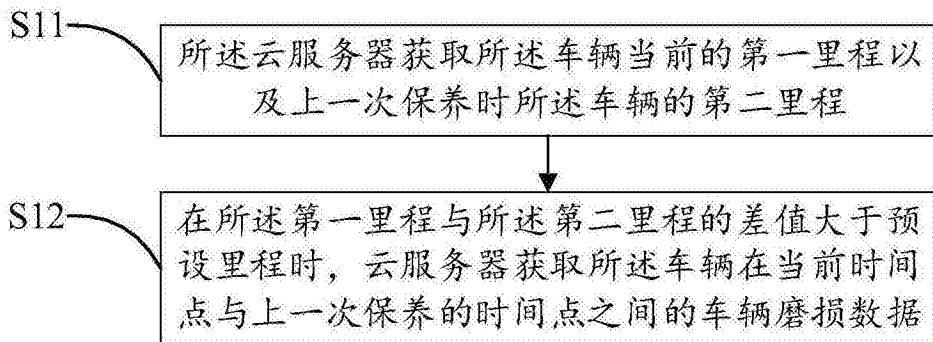 S11
所述云服务器获取所述车辆当前的第一里程以
及上一次保养时所述车辆的第二里程
S12
在所述第一里程与所述第二里程的差值大于预
设里程时，云服务器获取所述车辆在当前时间
点与上一次保养的时间点之间的车辆磨损数据